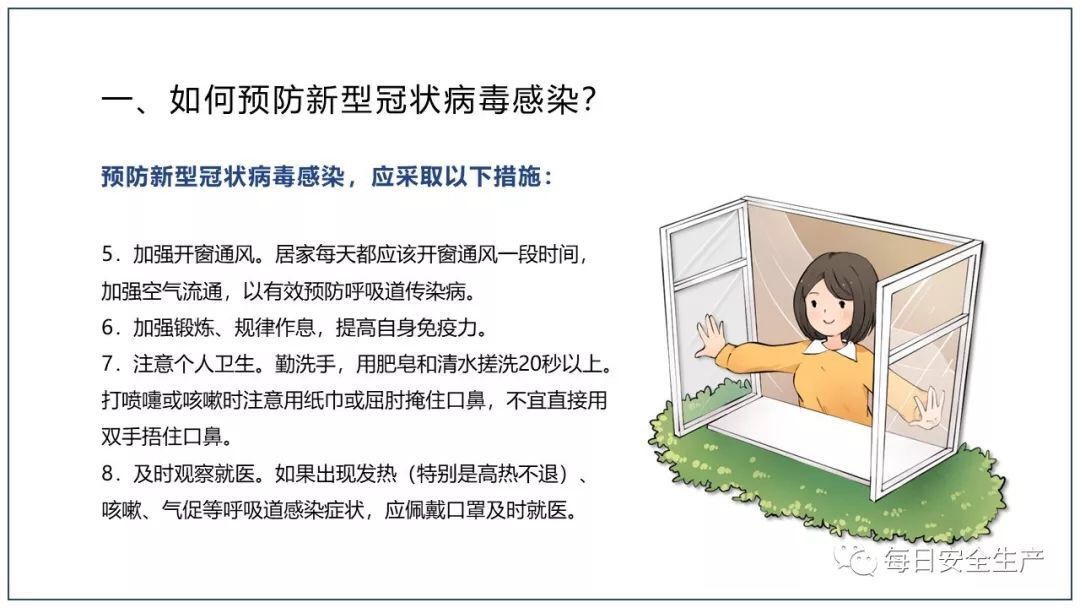 一、如何预防新型冠状病毒感染?
预防新型冠状病毒感染，应采取以下措施：
5．加强开窗通风。居家每天都应该开窗通风一段时间，
加强空气流通，以有效预防呼吸道传染病。
6．加强锻炼、规律作息，提高自身免疫力。
7．注意个人卫生。勤洗手，用肥皂和清水搓洗20秒以上。
打喷嚏或咳嗽时注意用纸巾或屈肘掩住口鼻，不宜直接用
双手捂住口鼻。
8．及时观察就医。如果出现发热（特别是高热不退）、
咳嗽、气促等呼吸道感染症状，应佩戴口罩及时就医。
每日安全生产